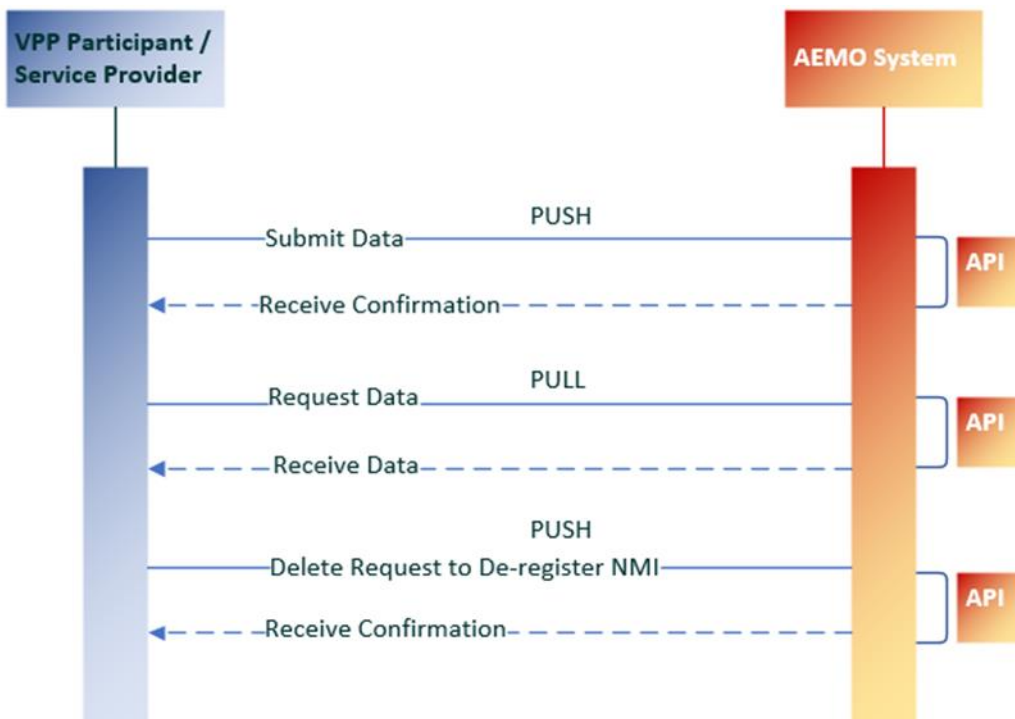 VPP Participant /
Service Provider
AEMO System
PUSH
Submit Data
API
Receive Confirmation
PULL
Request Data
API
Receive Data
PUSH
Delete Request to De-register NMI
API
Receive Confirmation